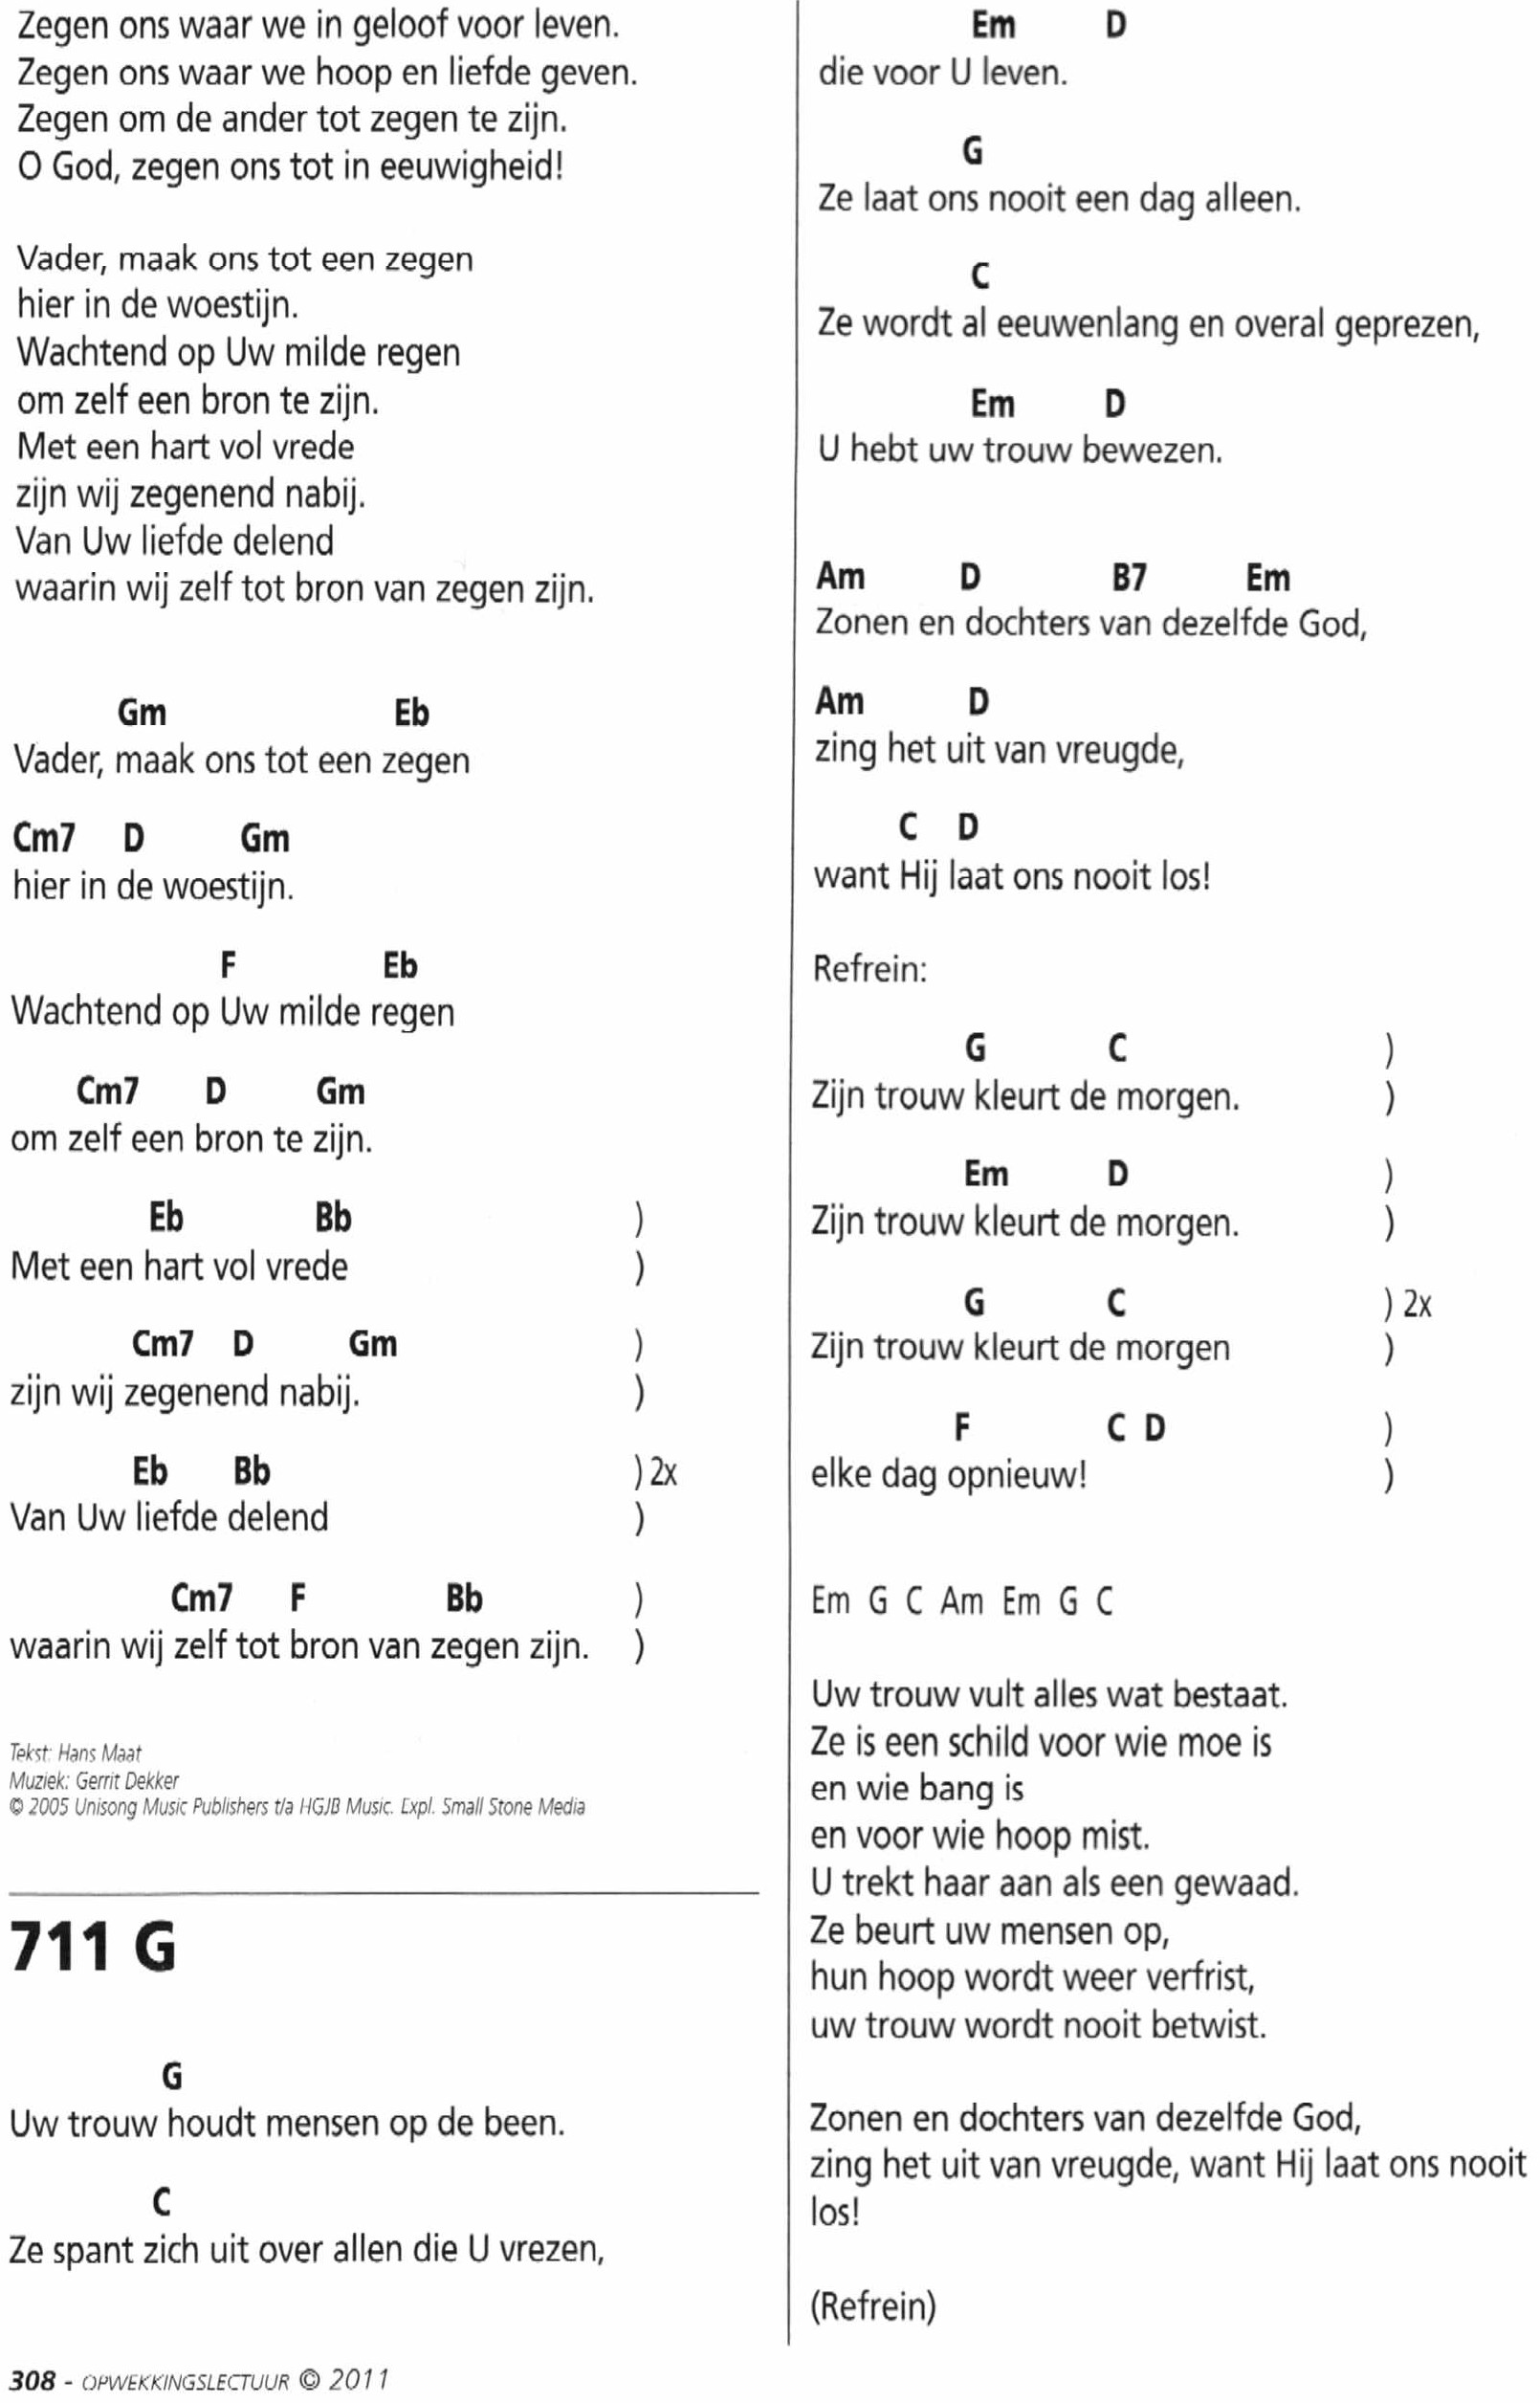 Zegen ons waar we in geloof voor leven.
Zegen ons waar we hoop en liefde geven.
Zegen om de ander tot zegen te zijn.
O God, zegen ons tot in eeuwigheid!

Vader, maak ons tot een zegen
hier in de woestijn.
Wachtend op Uw milde regen
om zelf een bron te zijn.
Met een hart vol vrede
zijn wij zegenend nabij.
Van Uw liefde delend
waarin wij zelf tot bron van zegen zijn.

Gm Eb
Vader, maak ons tot een zegen
Cm7 D Gm
hier in de woestijn.
F Eb
Wachtend op Uw milde regen
Cm7 D Gm
om zelf een bron te zijn.
Eb Bb )
Met een hart vol vrede )
Cm7 D Gm )
zijn wij zegenend nabij. )
Eb Bb ) 2x
Van Uw liefde delend )
Cm7 F Bb )
waarin wij zelf tot bron van zegen zijn. )

Tekst: Hans Maat
Muziek: Gerrit Dekker
© 2005 Unisong Music Publishers t/a HGJB Music. Expl. Small Stone Media

711 G

G
Uw trouw houdt mensen op de been.
C
Ze spant zich uit over allen die U vrezen,
Em D
die voor U leven.
G
Ze laat ons nooit een dag alleen.
C
Ze wordt al eeuwenlang en overal geprezen,
Em D
U hebt uw trouw bewezen.

Am D B7 Em
Zonen en dochters van dezelfde God,
Am D
zing het uit van vreugde,
C D
want Hij laat ons nooit los!

Refrein:
G C )
Zijn trouw kleurt de morgen. )
Em D )
Zijn trouw kleurt de morgen. )
G C ) 2x
Zijn trouw kleurt de morgen )
F C D )
elke dag opnieuw! )

Em G C Am Em G C

Uw trouw vult alles wat bestaat.
Ze is een schild voor wie moe is
en wie bang is
en voor wie hoop mist.
U trekt haar aan als een gewaad.
Ze beurt uw mensen op,
hun hoop wordt weer verfrist,
uw trouw wordt nooit betwist.

Zonen en dochters van dezelfde God,
zing het uit van vreugde, want Hij laat ons nooit
los!

(Refrein)

308 - OPWEKKINGSLECTUUR © 2011